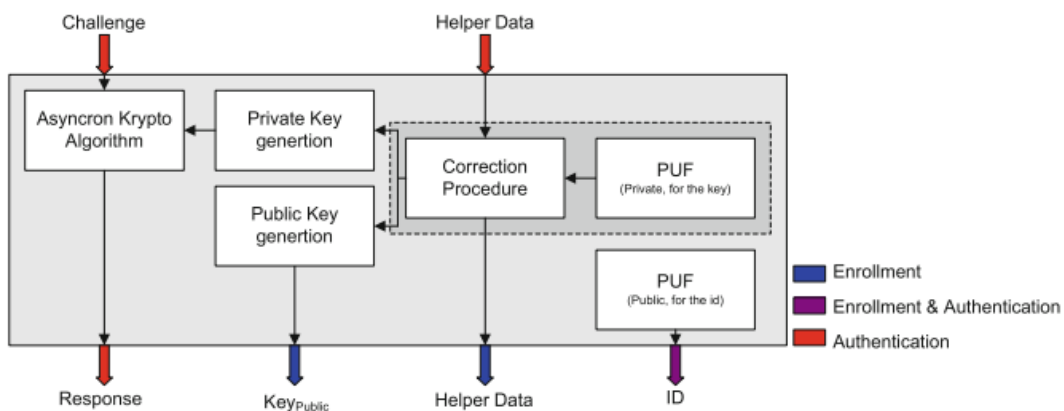 Challenge
Helper Data
Asyncron Krypto
Algorithm
Private Key
genertion
Correction
Procedure
PUF
(Private, for the key)
Public Key
genertion
PUF
(Public, for the id)
Enrollment
Enrollment & Authentication
Authentication
Response
KeyPublic
Helper Data
ID